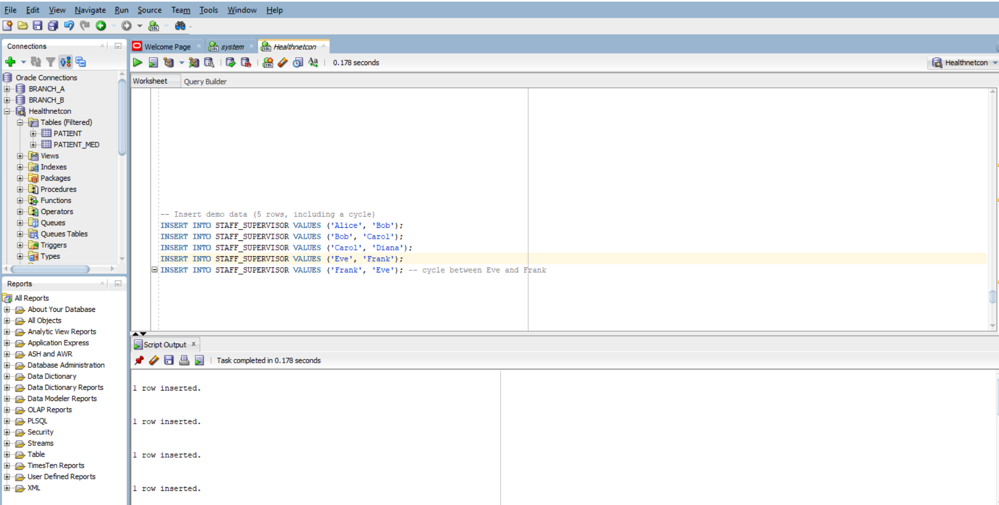 File Edit View Navigate Run Source Team Tools Window Help
Connections
Oracle Connections
BRANCH_A
BRANCH_B
Healthnetcon
Tables (Filtered)
PATIENT
PATIENT_MED
Views
Indexes
Packages
Procedures
Functions
Operators
Queues
Queues Tables
Triggers
Types
Reports
All Reports
About Your Database
All Objects
Analytic View Reports
Application Express
ASH and AWR
Database Administration
Data Dictionary
Data Dictionary Reports
Data Modeler Reports
OLAP Reports
PLSQL
Security
Streams
Table
TimesTen Reports
User Defined Reports
XML
Welcome Page system Healthnetcon
0.178 seconds
Healthnetcon
Worksheet Query Builder
-- Insert demo data (5 rows, including a cycle)
INSERT INTO STAFF_SUPERVISOR VALUES ('Alice', 'Bob');
INSERT INTO STAFF_SUPERVISOR VALUES ('Bob', 'Carol');
INSERT INTO STAFF_SUPERVISOR VALUES ('Carol', 'Diana');
INSERT INTO STAFF_SUPERVISOR VALUES ('Eve', 'Frank');
INSERT INTO STAFF_SUPERVISOR VALUES ('Frank', 'Eve'); -- cycle between Eve and Frank
Script Output
Task completed in 0.178 seconds
1 row inserted.
1 row inserted.
1 row inserted.
1 row inserted.